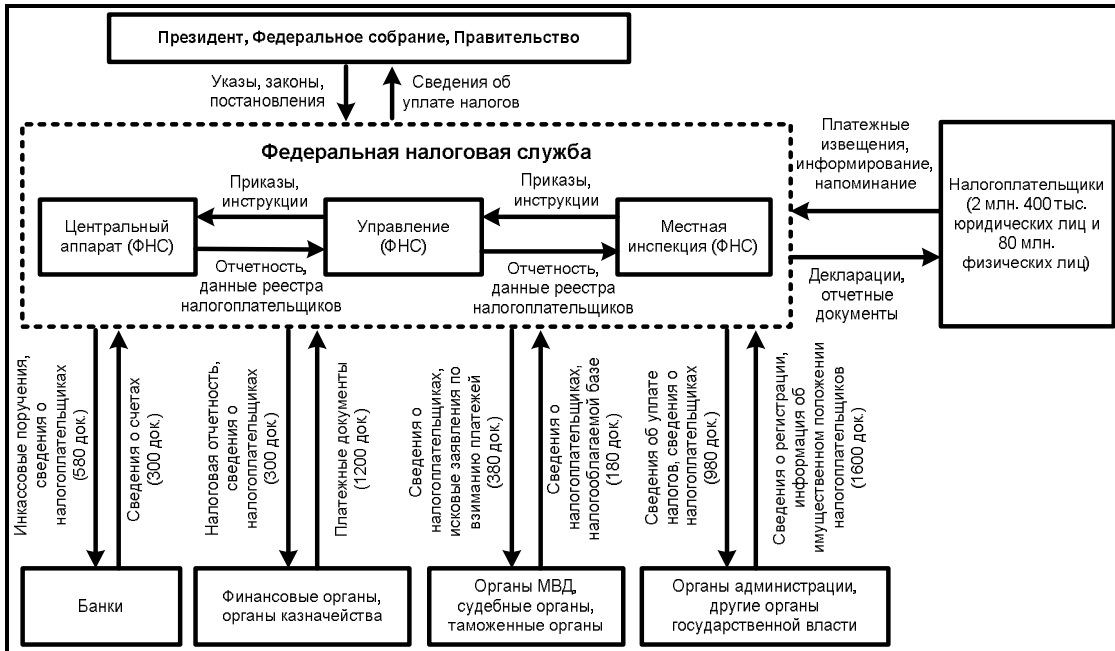 Президент, Федеральное собрание, Правительство
Указы, законы,
постановления
Сведения об
уплате налогов
Федеральная налоговая служба
Приказы,
инструкции
Приказы,
инструкции
Центральный
аппарат (ФНС)
Управление
(ФНС)
Местная
инспекция (ФНС)
Отчетность,
данные реестра
налогоплательщиков
Отчетность,
данные реестра
налогоплательщиков
Платежные
извещения,
информирование,
напоминание
Налогоплательщики
(2 млн. 400 тыс.
юридических лиц и
80 млн.
физических лиц)
Декларации,
отчетные
документы
Инкассовые поручения,
сведения о
налогоплательщиках
(580 док.)
Сведения о счетах
(300 док.)
Налоговая отчетность,
сведения о
налогоплательщиках
(300 док.)
Платежные документы
(1200 док.)
Сведения о
налогоплательщиках,
исковые заявления по
взиманию платежей
(380 док.)
Сведения о
налогоплательщиках,
налогооблагаемой базе
(180 док.)
Сведения об уплате
налогов, сведения о
налогоплательщиках
(980 док.)
Сведения о регистрации,
информация об
имущественном положении
налогоплательщиков
(1600 док.)
Банки
Финансовые органы,
органы казначейства
Органы МВД,
судебные органы,
таможенные органы
Органы администрации,
другие органы
государственной власти